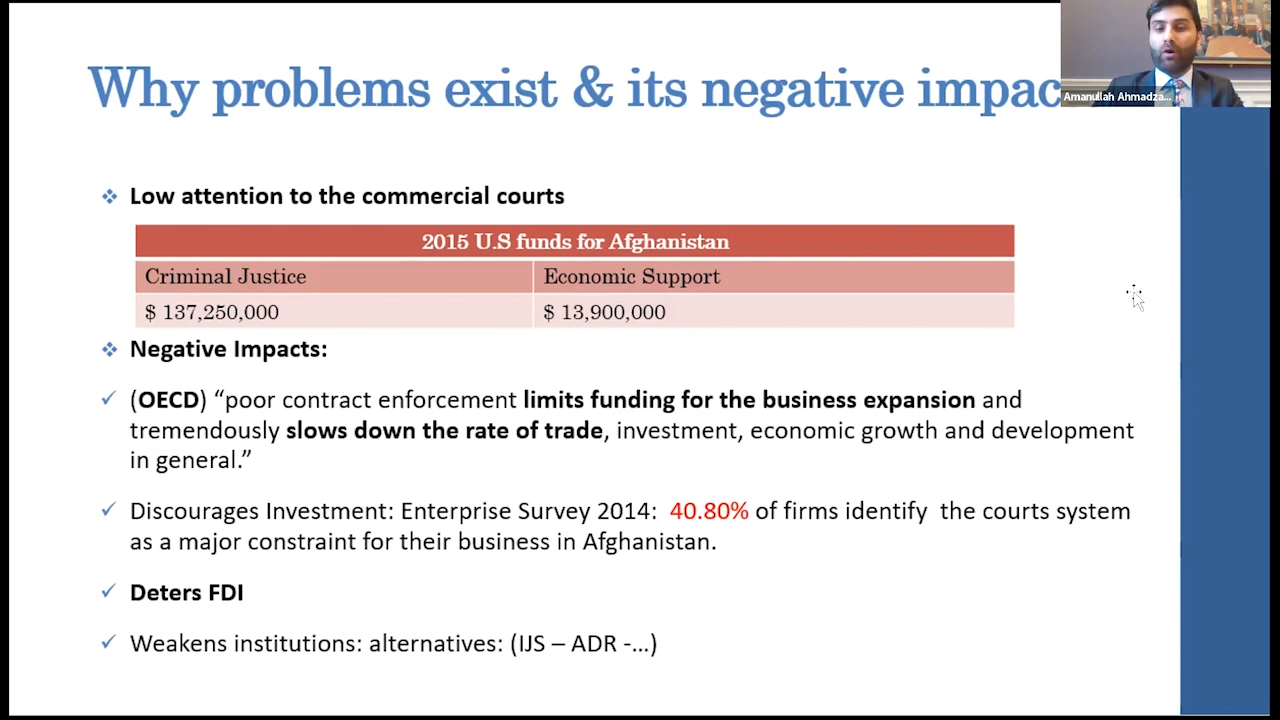 Why problems exist & its negative impac
Amanullah Ahmadza...
❖ Low attention to the commercial courts
2015 U.S funds for Afghanistan
Criminal Justice Economic Support
$ 137,250,000 $ 13,900,000
❖ Negative Impacts:
✓ (OECD) “poor contract enforcement limits funding for the business expansion and
tremendously slows down the rate of trade, investment, economic growth and development
in general.”
✓ Discourages Investment: Enterprise Survey 2014: 40.80% of firms identify the courts system
as a major constraint for their business in Afghanistan.
✓ Deters FDI
✓ Weakens institutions: alternatives: (IJS – ADR -...)